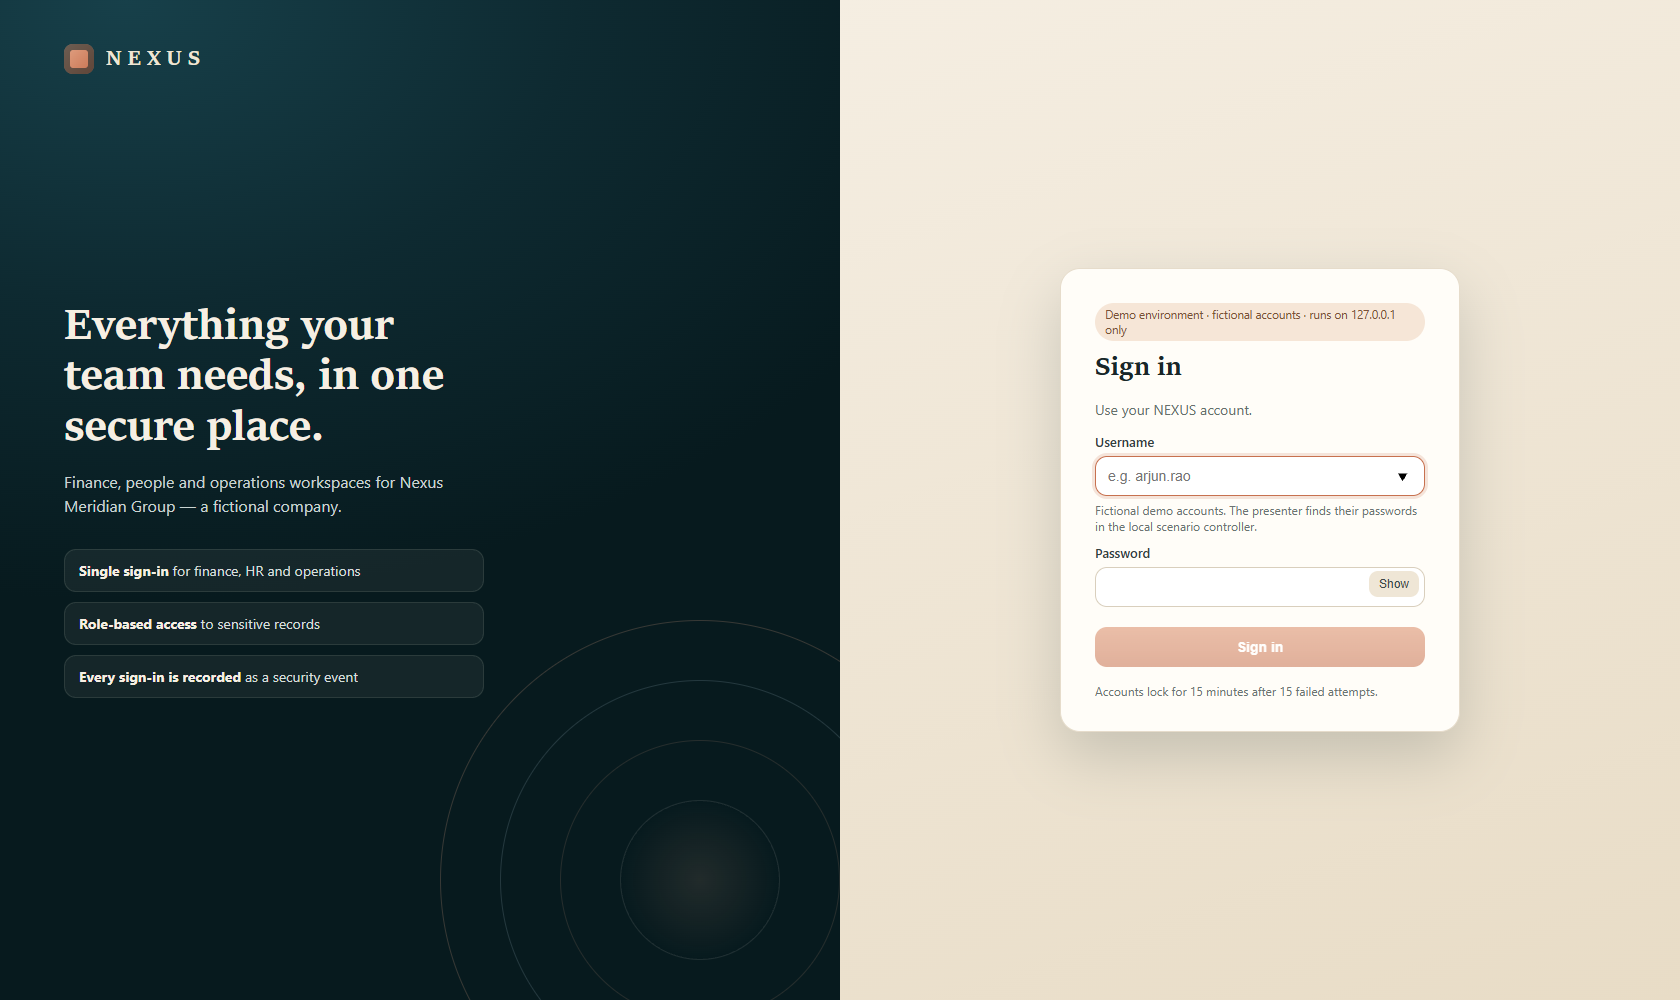 NEXUS
Everything your
team needs, in one
secure place.
Finance, people and operations workspaces for Nexus
Meridian Group — a fictional company.
Single sign-in for finance, HR and operations
Role-based access to sensitive records
Every sign-in is recorded as a security event
Demo environment · fictional accounts · runs on 127.0.0.1
only
Sign in
Use your NEXUS account.
Username
e.g. arjun.rao
Fictional demo accounts. The presenter finds their passwords
in the local scenario controller.
Password
Show
Sign in
Accounts lock for 15 minutes after 15 failed attempts.